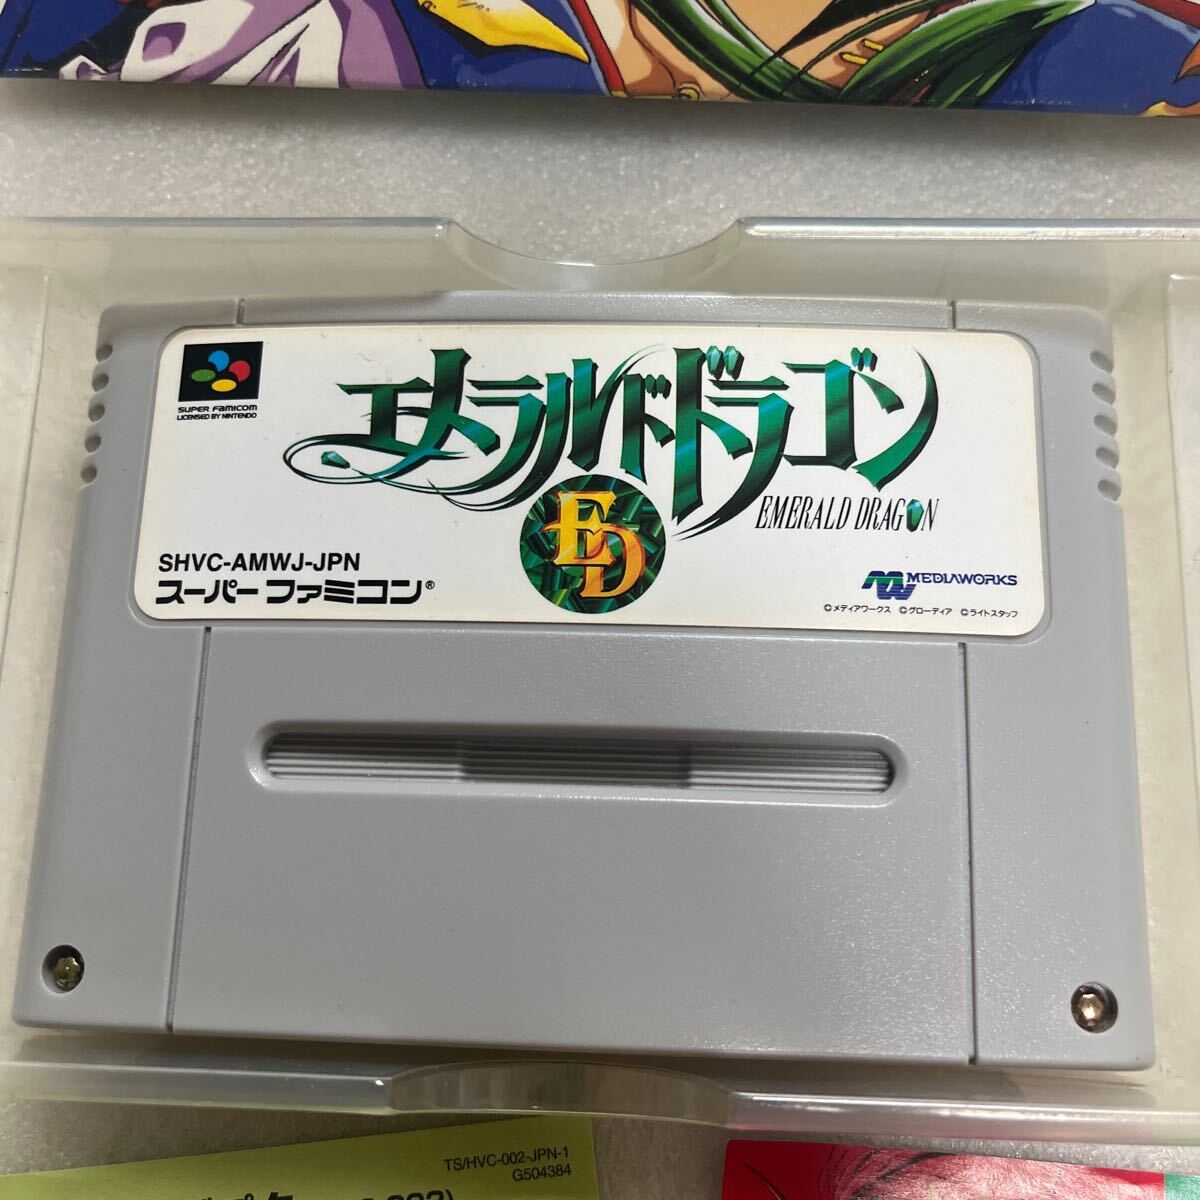 SUPER FAMICOM
LICENSED BY NINTENDO
エメラルドドラゴン
EMERALD DRAGON
ED
SHVC-AMWJ-JPN
スーパーファミコン®
MW MEDIAWORKS
©メディアワークス ©グローディア ©ライトスタッフ
TS/HVC-002-JPN-1
G504384